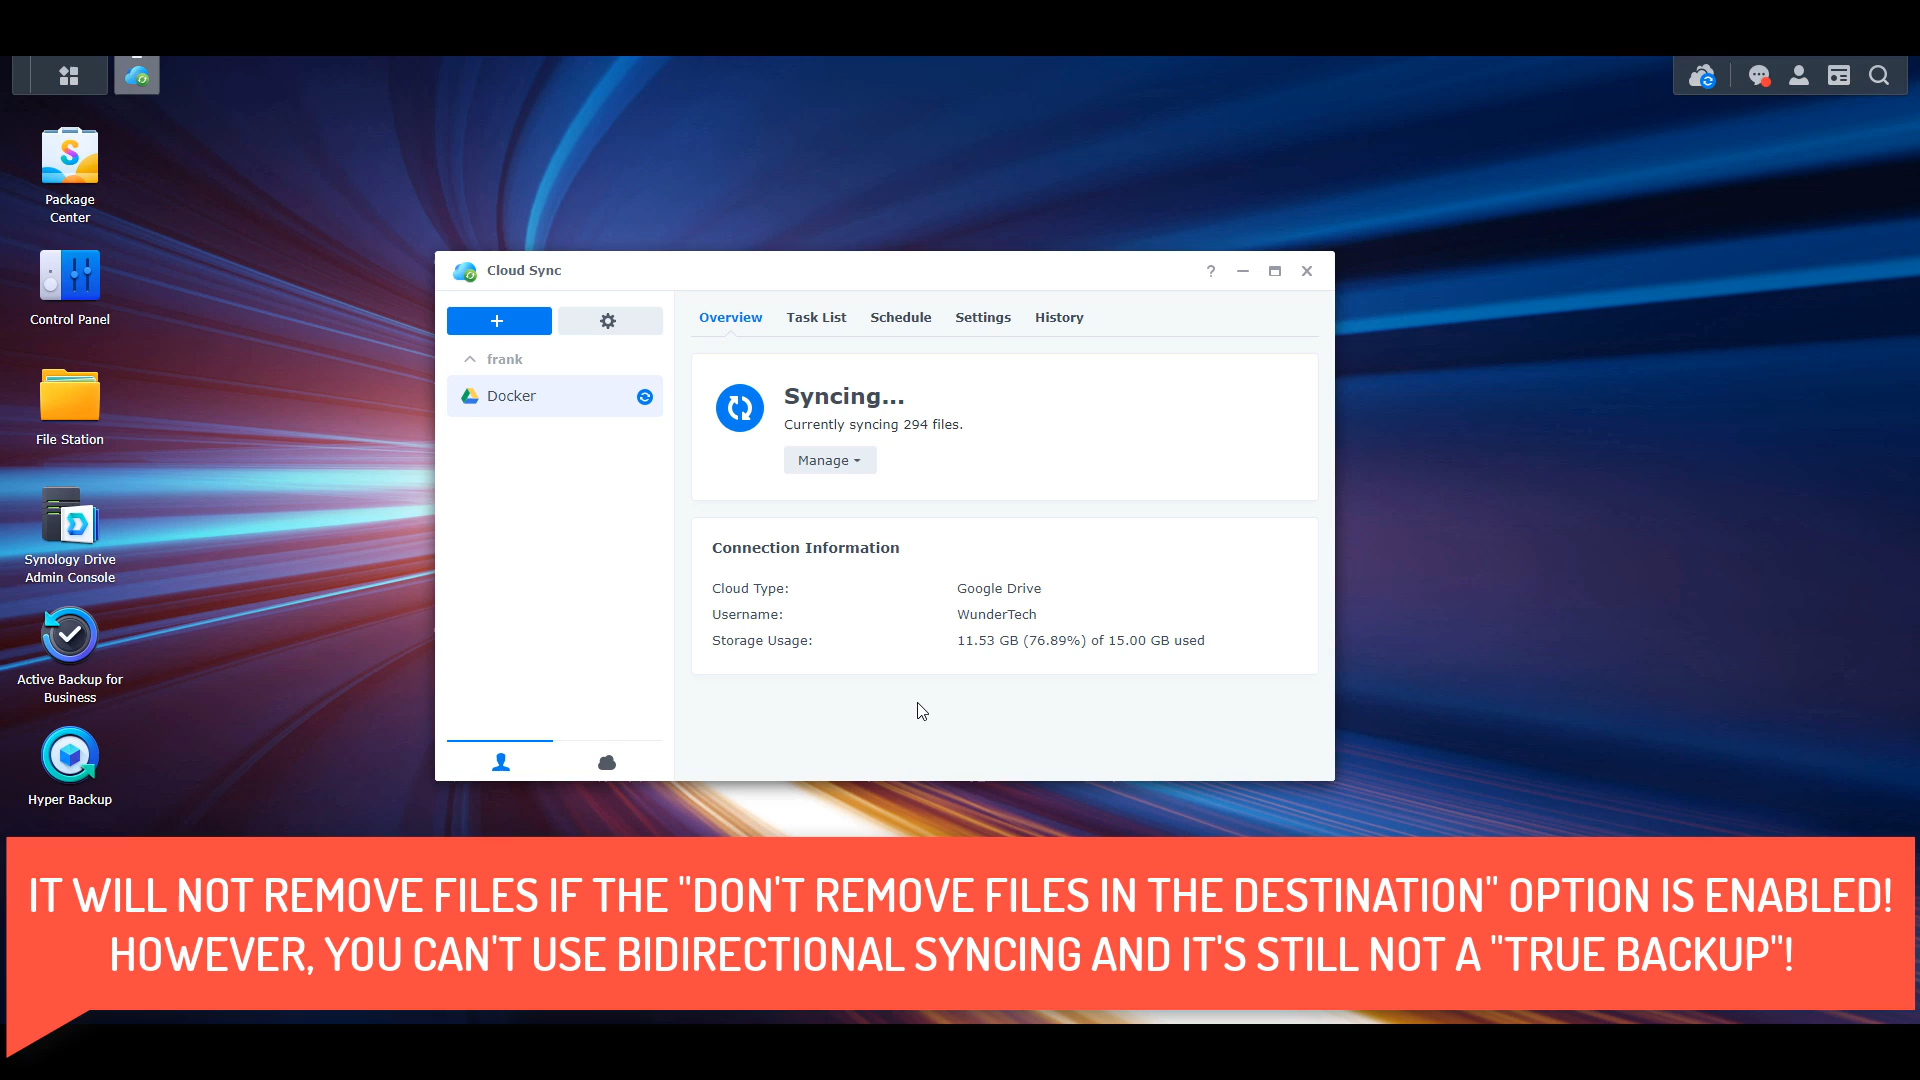 Package
Center
Control Panel
File Station
Synology Drive
Admin Console
Active Backup for
Business
Hyper Backup
Cloud Sync
frank
Docker
Overview Task List Schedule Settings History
Syncing...
Currently syncing 294 files.
Manage
Connection Information
Cloud Type: Google Drive
Username: WunderTech
Storage Usage: 11.53 GB (76.89%) of 15.00 GB used
IT WILL NOT REMOVE FILES IF THE "DON'T REMOVE FILES IN THE DESTINATION" OPTION IS ENABLED!
HOWEVER, YOU CAN'T USE BIDIRECTIONAL SYNCING AND IT'S STILL NOT A "TRUE BACKUP"!